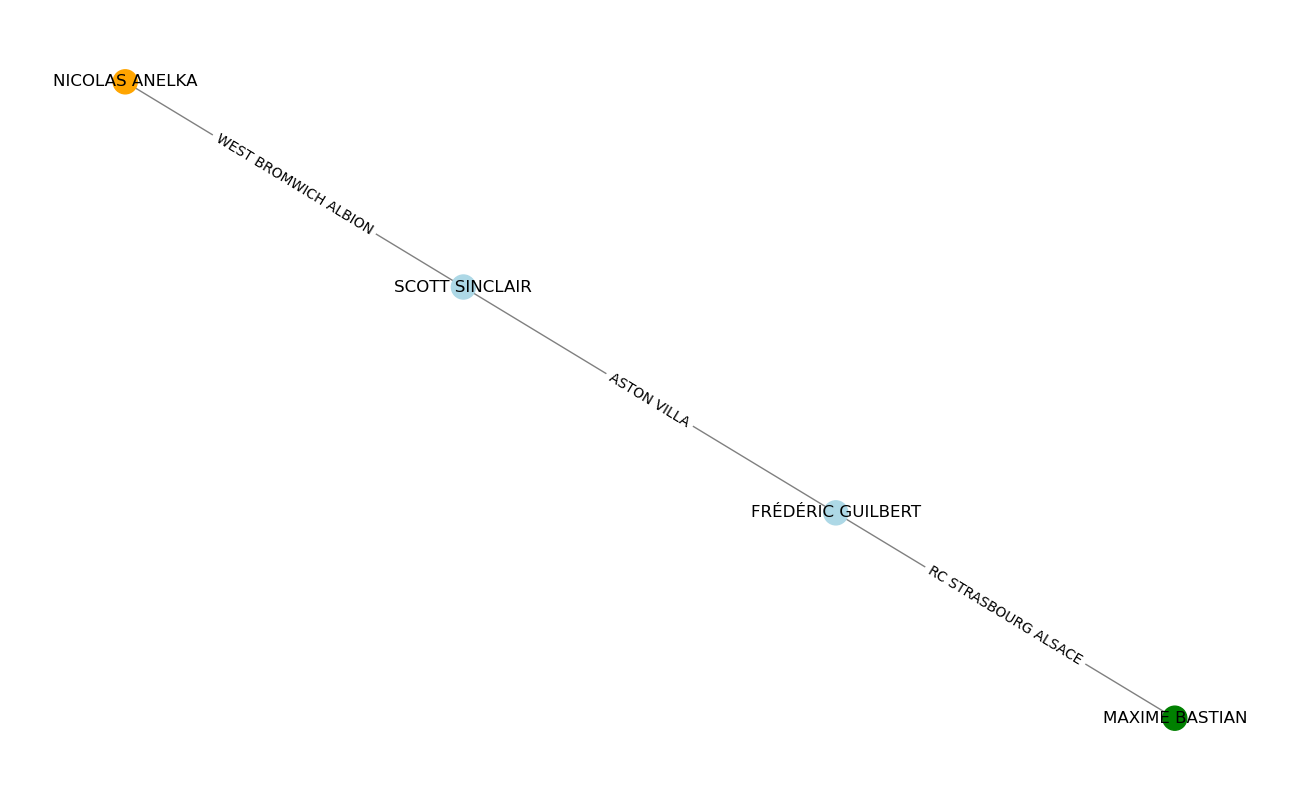 NICOLAS ANELKA
WEST BROMWICH ALBION
SCOTT SINCLAIR
ASTON VILLA
FRÉDÉRIC GUILBERT
RC STRASBOURG ALSACE
MAXIME BASTIAN